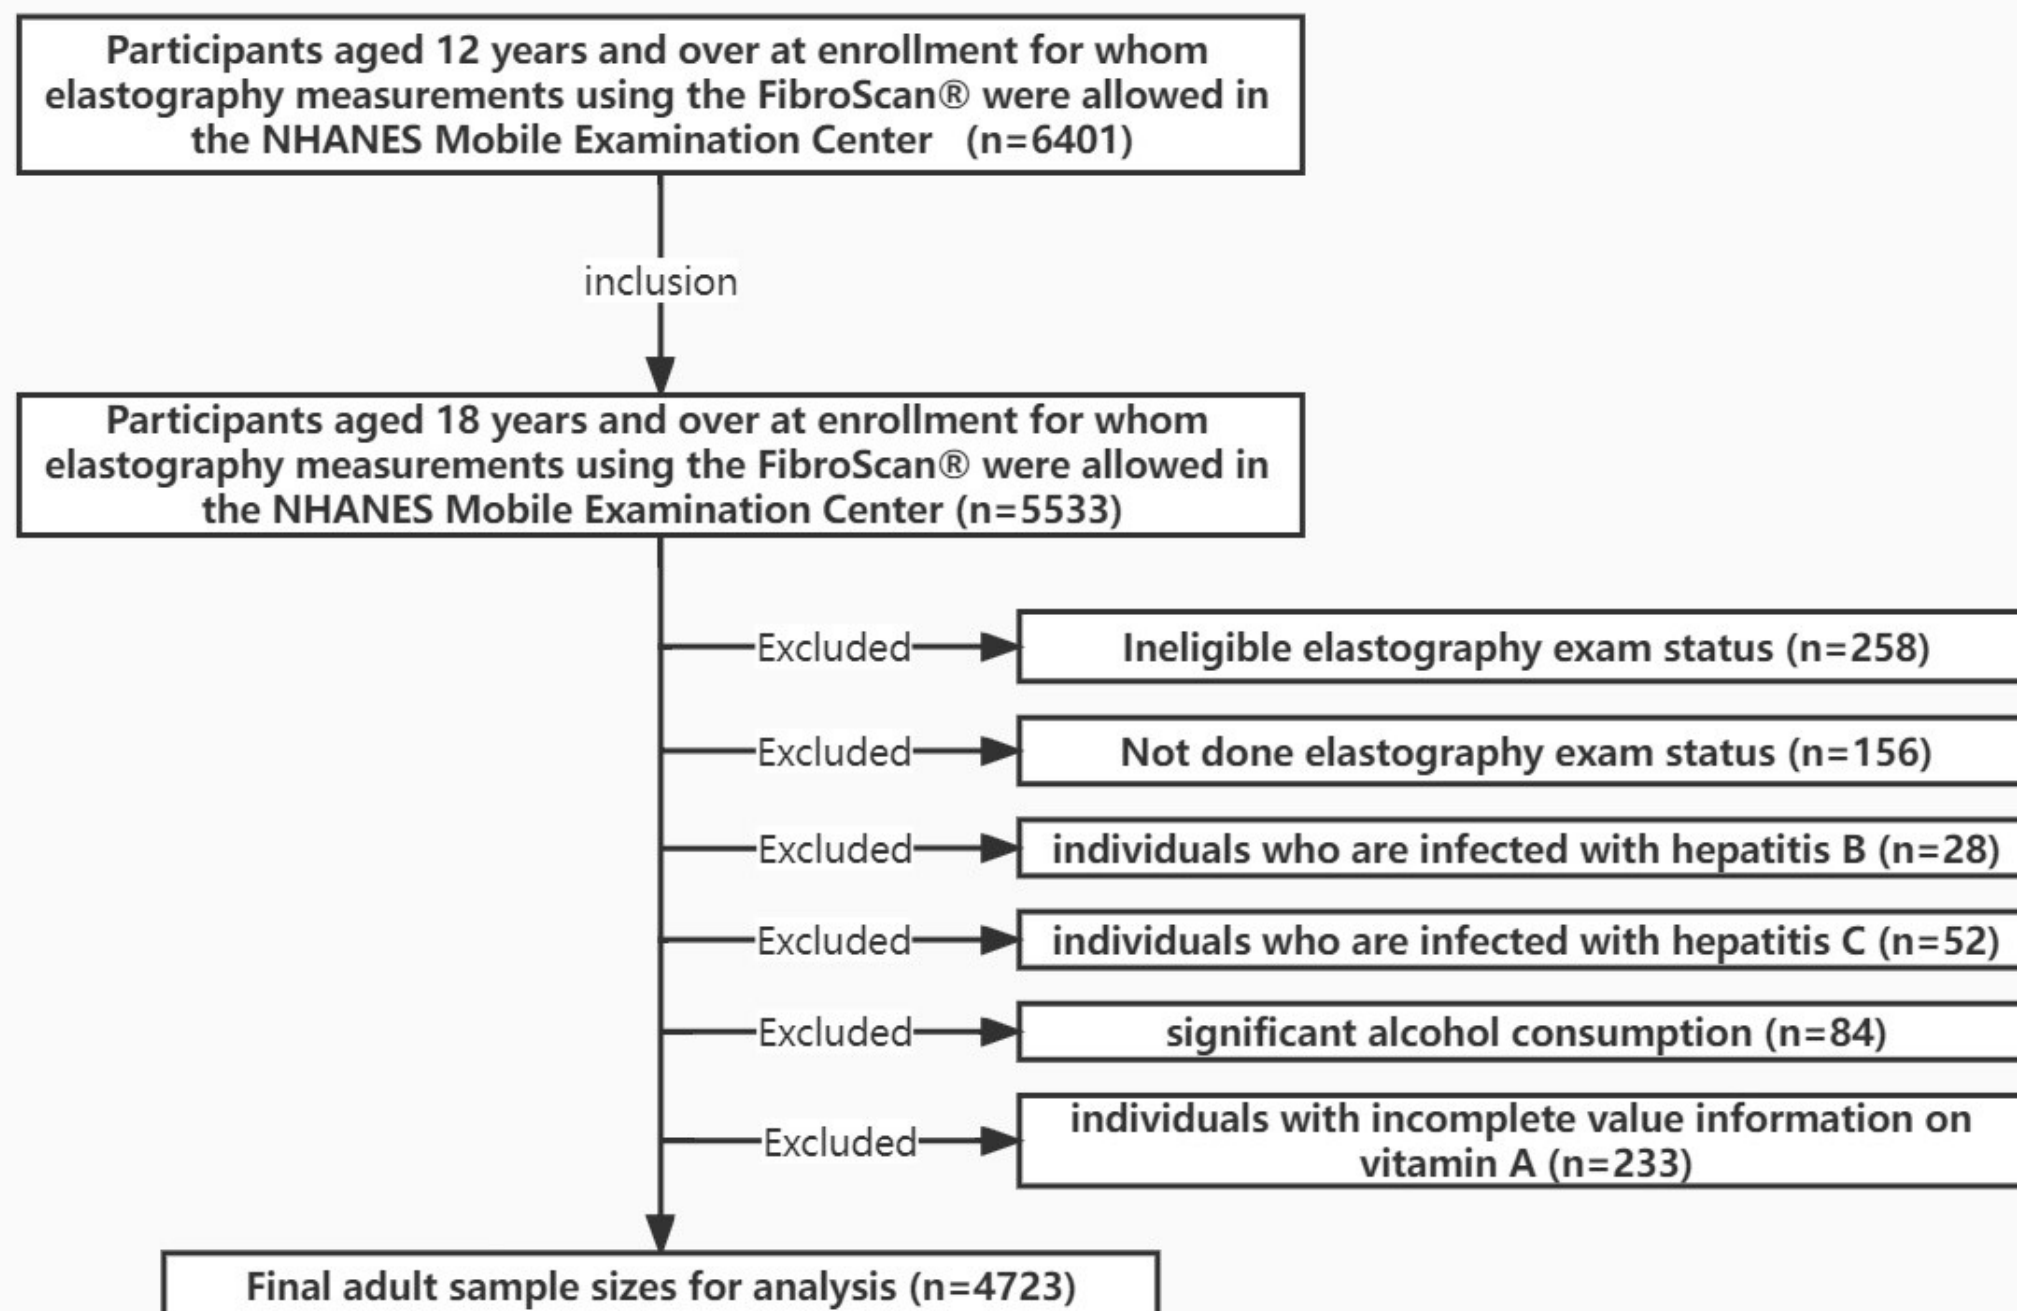 Participants aged 12 years and over at enrollment for whom
elastography measurements using the FibroScan® were allowed in
the NHANES Mobile Examination Center (n=6401)
inclusion
Participants aged 18 years and over at enrollment for whom
elastography measurements using the FibroScan® were allowed in
the NHANES Mobile Examination Center (n=5533)
Excluded
Ineligible elastography exam status (n=258)
Excluded
Not done elastography exam status (n=156)
Excluded
individuals who are infected with hepatitis B (n=28)
Excluded
individuals who are infected with hepatitis C (n=52)
Excluded
significant alcohol consumption (n=84)
Excluded
individuals with incomplete value information on
vitamin A (n=233)
Final adult sample sizes for analysis (n=4723)